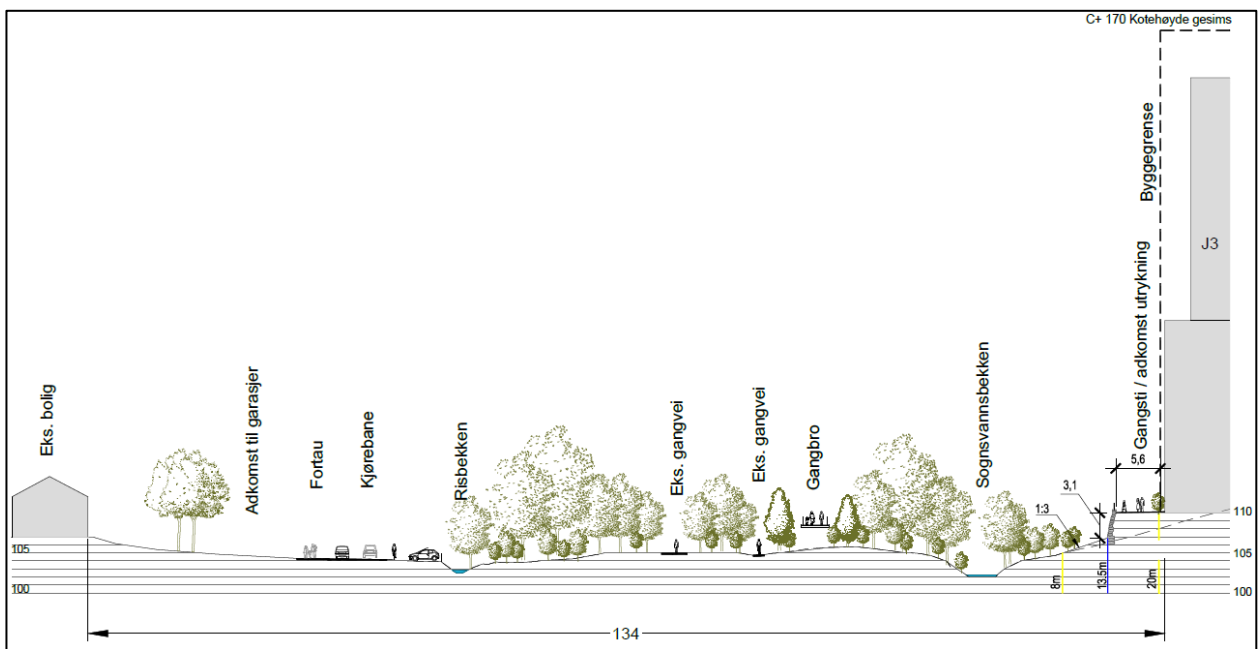 C+ 170 Kotehøyde gesims
Byggegrense
J3
Gangsti / adkomst utrykning
Eks. bolig
Adkomst til garasjer
Fortau
Kjørebane
Risbekken
Eks. gangvei
Eks. gangvei
Gangbro
Sognsvannsbekken
5,6
3,1
1:3
110
105
105
100
100
8m
13.5m
20m
134